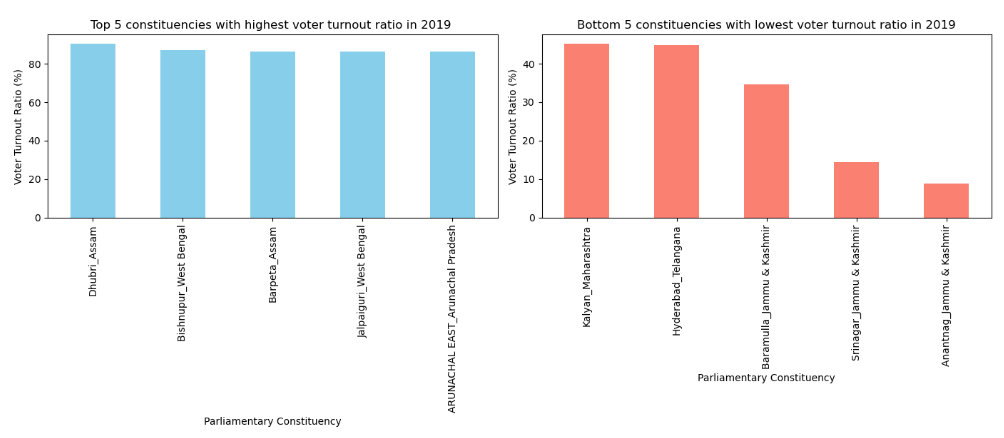 Top 5 constituencies with highest voter turnout ratio in 2019
Voter Turnout Ratio (%)
80
60
40
20
0
Dhubri_Assam
Bishnupur_West Bengal
Barpeta_Assam
Jalpaiguri_West Bengal
ARUNACHAL EAST_Arunachal Pradesh
Parliamentary Constituency
Bottom 5 constituencies with lowest voter turnout ratio in 2019
Voter Turnout Ratio (%)
40
30
20
10
0
Kalyan_Maharashtra
Hyderabad_Telangana
Baramulla_Jammu & Kashmir
Srinagar_Jammu & Kashmir
Anantnag_Jammu & Kashmir
Parliamentary Constituency